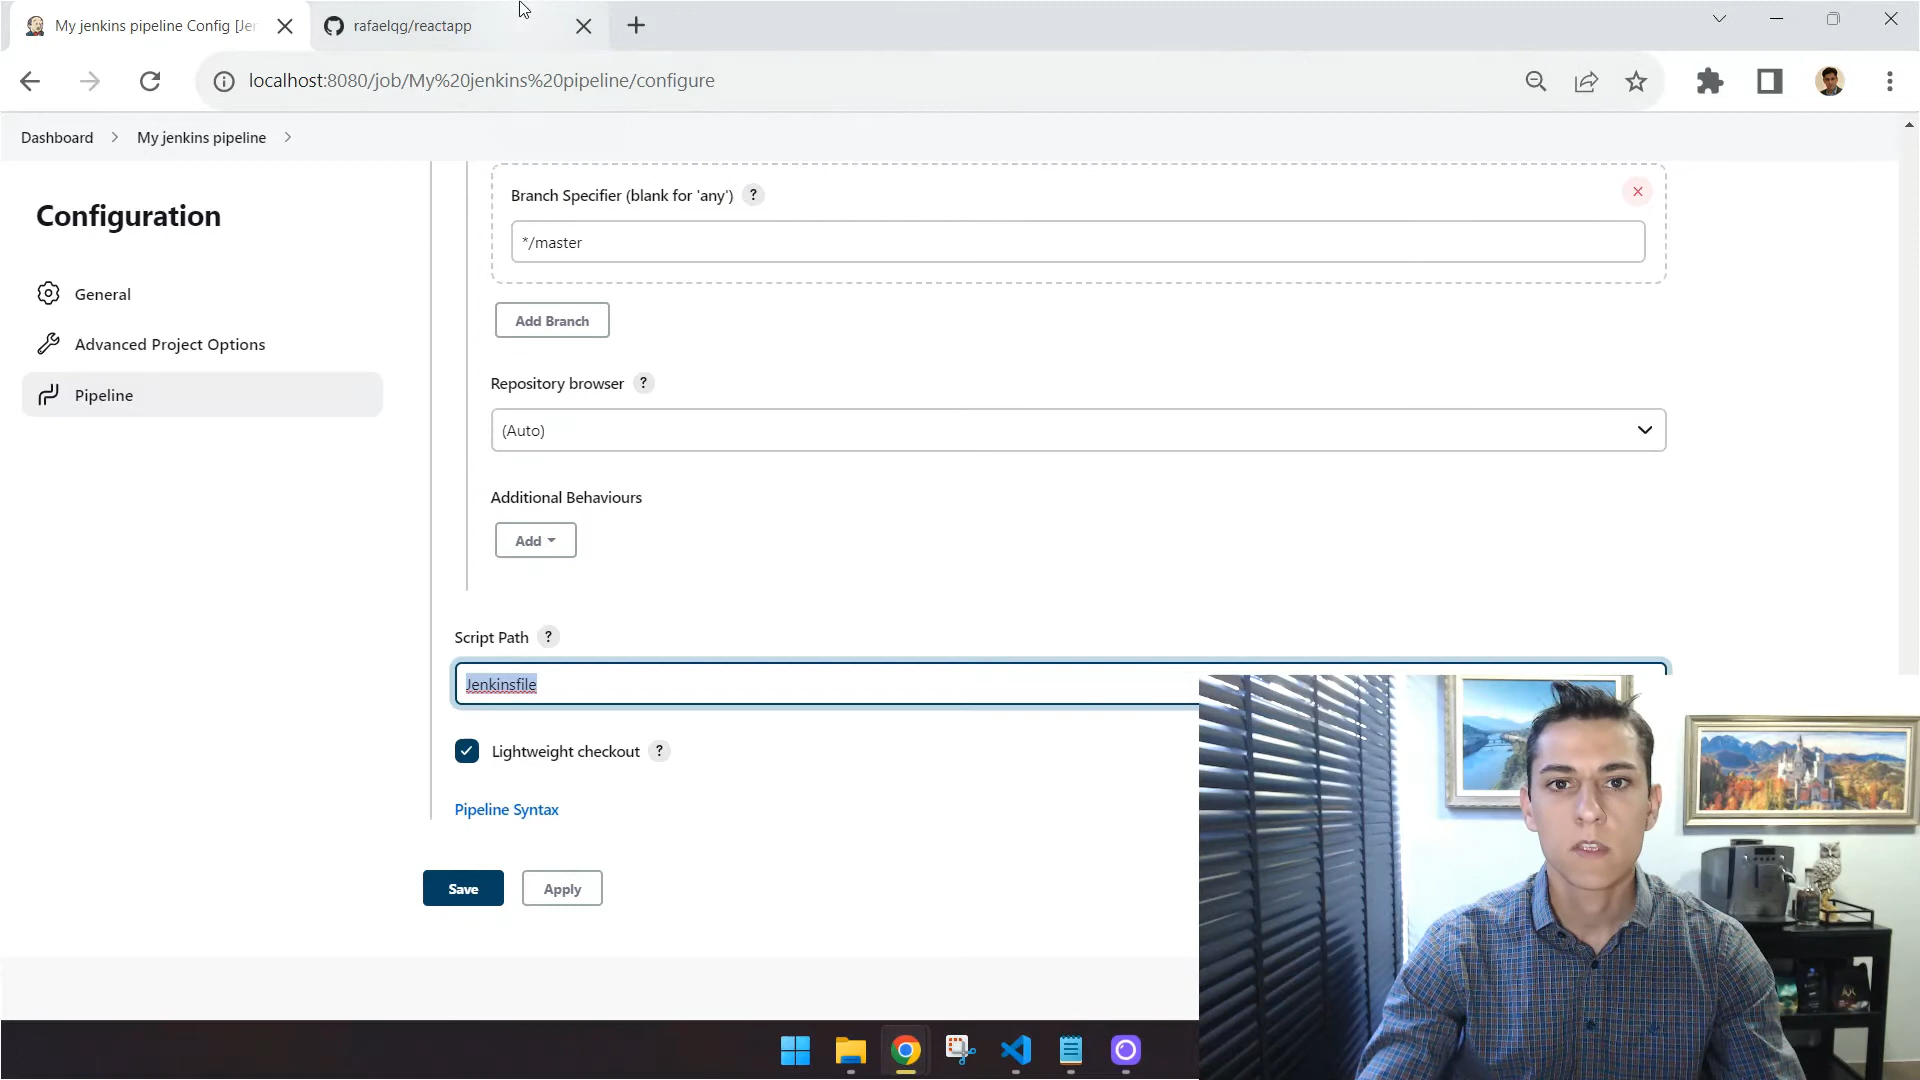 My jenkins pipeline Config [Jen
rafaelqg/reactapp
localhost:8080/job/My%20jenkins%20pipeline/configure
Dashboard
My jenkins pipeline
Configuration
General
Advanced Project Options
Pipeline
Branch Specifier (blank for 'any') ?
*/master
Add Branch
Repository browser ?
(Auto)
Additional Behaviours
Add
Script Path ?
Jenkinsfile
Lightweight checkout ?
Pipeline Syntax
Save
Apply